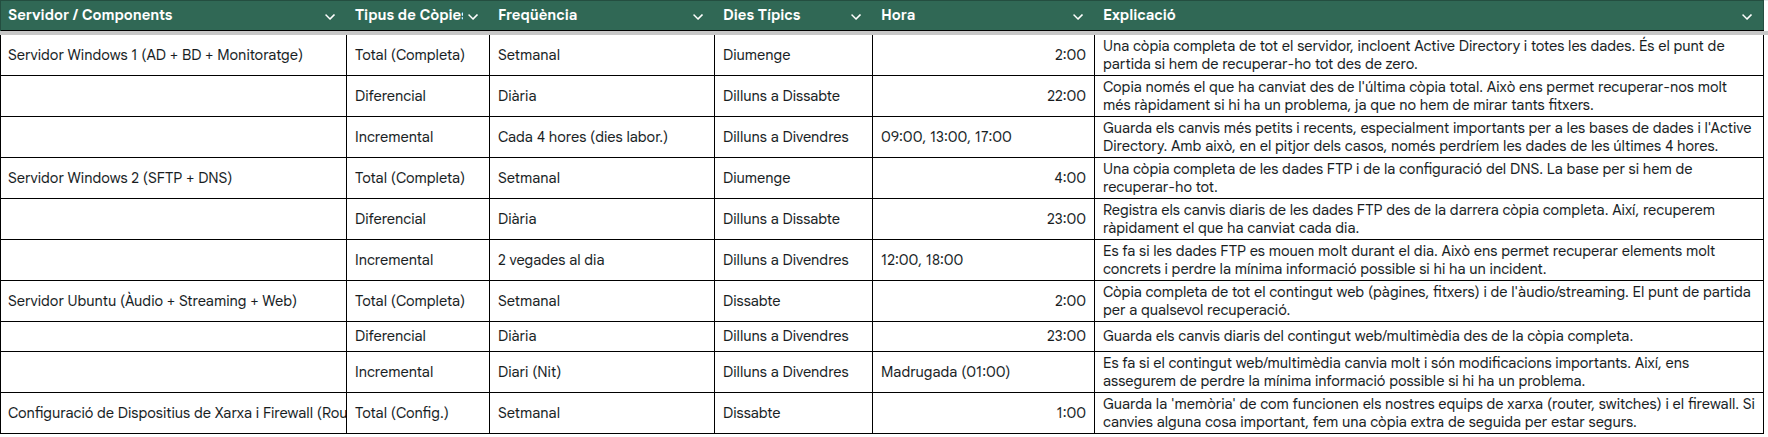 Servidor / Components Tipus de Còpies Freqüència Dies Típics Hora Explicació
Servidor Windows 1 (AD + BD + Monitoratge) Total (Completa) Setmanal Diumenge 2:00 Una còpia completa de tot el servidor, incloent Active Directory i totes les dades. És el punt de
partida si hem de recuperar-ho tot des de zero.
Diferencial Diària Dilluns a Dissabte 22:00 Copia només el que ha canviat des de l'última còpia total. Això ens permet recuperar-nos molt
més ràpidament si hi ha un problema, ja que no hem de mirar tants fitxers.
Incremental Cada 4 hores (dies labor.) Dilluns a Divendres 09:00, 13:00, 17:00 Guarda els canvis més petits i recents, especialment importants per a les bases de dades i l'Active
Directory. Amb això, en el pitjor dels casos, només perdríem les dades de les últimes 4 hores.
Servidor Windows 2 (SFTP + DNS) Total (Completa) Setmanal Diumenge 4:00 Una còpia completa de les dades FTP i de la configuració del DNS. La base per si hem de
recuperar-ho tot.
Diferencial Diària Dilluns a Dissabte 23:00 Registra els canvis diaris de les dades FTP des de la darrera còpia completa. Així, recuperem
ràpidament el que ha canviat cada dia.
Incremental 2 vegades al dia Dilluns a Divendres 12:00, 18:00 Es fa si les dades FTP es mouen molt durant el dia. Això ens permet recuperar elements molt
concrets i perdre la mínima informació possible si hi ha un incident.
Servidor Ubuntu (Àudio + Streaming + Web) Total (Completa) Setmanal Dissabte 2:00 Còpia completa de tot el contingut web (pàgines, fitxers) i de l'àudio/streaming. El punt de partida
per a qualsevol recuperació.
Diferencial Diària Dilluns a Divendres 23:00 Guarda els canvis diaris del contingut web/multimèdia des de la còpia completa.
Incremental Diari (Nit) Dilluns a Divendres Madrugada (01:00) Es fa si el contingut web/multimèdia canvia molt i són modificacions importants. Així, ens
assegurem de perdre la mínima informació possible si hi ha un problema.
Configuració de Dispositius de Xarxa i Firewall (Rou Total (Config.) Setmanal Dissabte 1:00 Guarda la 'memòria' de com funcionen els nostres equips de xarxa (router, switches) i el firewall. Si
canvies alguna cosa important, fem una còpia extra de seguida per estar segurs.